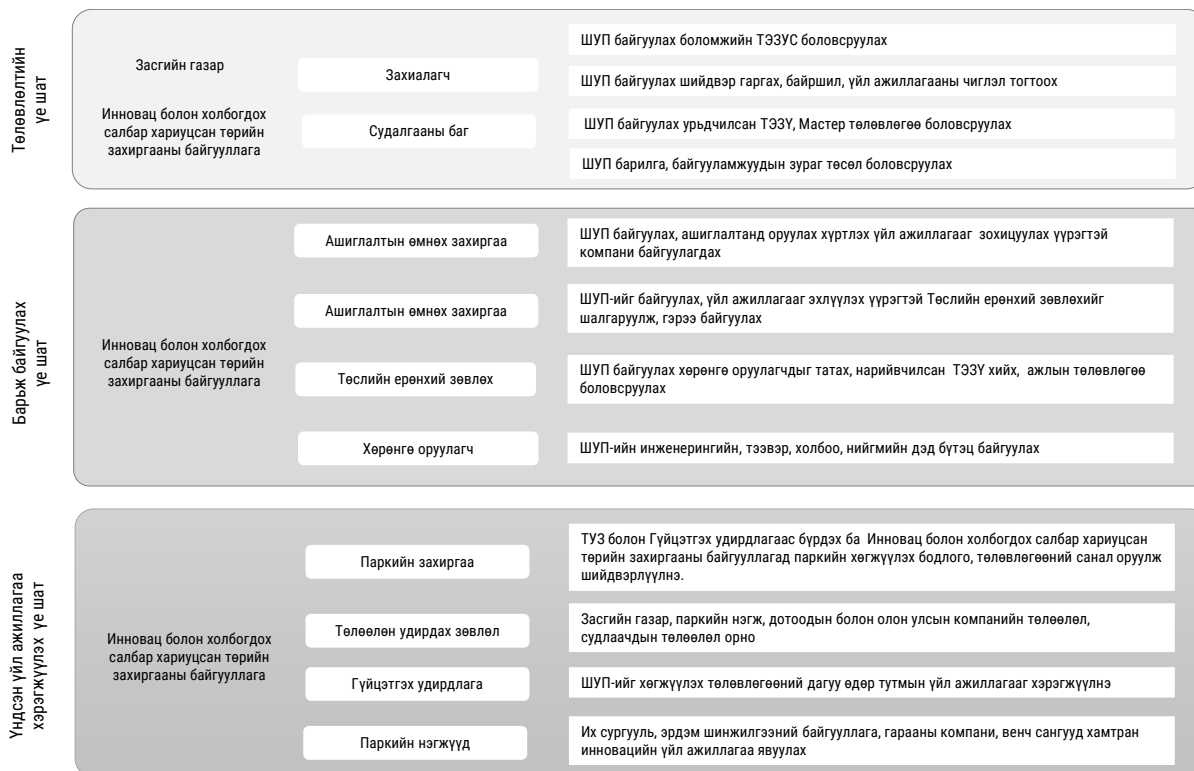 Төлөвлөлтийн
үе шат
Засгийн газар
Инновац болон холбогдох
салбар хариуцсан төрийн
захиргааны байгууллага
Захиалагч
Судалгааны баг
ШУП байгуулах боломжийн ТЭЗУС боловсруулах
ШУП байгуулах шийдвэр гаргах, байршил, үйл ажиллагааны чиглэл тогтоох
ШУП байгуулах урьдчилсан ТЭЗҮ, Мастер төлөвлөгөө боловсруулах
ШУП барилга, байгууламжуудын зураг төсөл боловсруулах
Барьж байгуулах
үе шат
Инновац болон холбогдох
салбар хариуцсан төрийн
захиргааны байгууллага
Ашиглалтын өмнөх захиргаа
ШУП байгуулах, ашиглалтанд оруулах хүртлэх үйл ажиллагааг зохицуулах үүрэгтэй
компани байгуулагдах
Ашиглалтын өмнөх захиргаа
ШУП-ийг байгуулах, үйл ажиллагааг эхлүүлэх үүрэгтэй Төслийн ерөнхий зөвлөхийг
шалгаруулж, гэрээ байгуулах
Төслийн ерөнхий зөвлөх
ШУП байгуулах хөрөнгө оруулагчдыг татах, нарийвчилсан ТЭЗҮ хийх, ажлын төлөвлөгөө
боловсруулах
Хөрөнгө оруулагч
ШУП-ийн инженерингийн, тээвэр, холбоо, нийгмийн дэд бүтэц байгуулах
Үндсэн үйл ажиллагаа
хэрэгжүүлэх үе шат
Инновац болон холбогдох
салбар хариуцсан төрийн
захиргааны байгууллага
Паркийн захиргаа
ТУЗ болон Гүйцэтгэх удирдлагаас бүрдэх ба Инновац болон холбогдох салбар хариуцсан
төрийн захиргааны байгууллагад паркийн хөгжүүлэх бодлого, төлөвлөгөөний санал оруулж
шийдвэрлүүлнэ.
Төлөөлөн удирдах зөвлөл
Засгийн газар, паркийн нэгж, дотоодын болон олон улсын компанийн төлөөлөл,
судлаачдын төлөөлөл орно
Гүйцэтгэх удирдлага
ШУП-ийг хөгжүүлэх төлөвлөгөөний дагуу өдөр тутмын үйл ажиллагааг хэрэгжүүлнэ
Паркийн нэгжүүд
Их сургууль, эрдэм шинжилгээний байгууллага, гарааны компани, венч сангууд хамтран
инновацийн үйл ажиллагаа явуулах